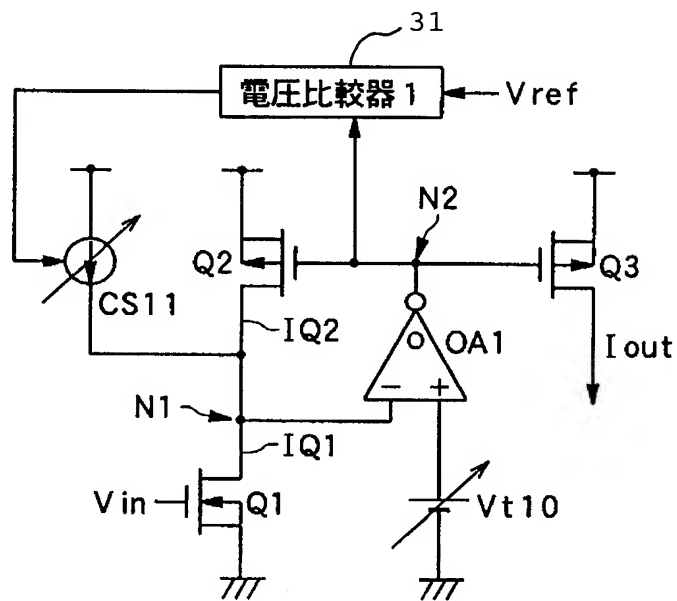 31
電圧比較器1
Vref
N2
Q2
Q3
CS11
IQ2
O
OA1
Iout
- +
N1
IQ1
Vin
Q1
Vt10